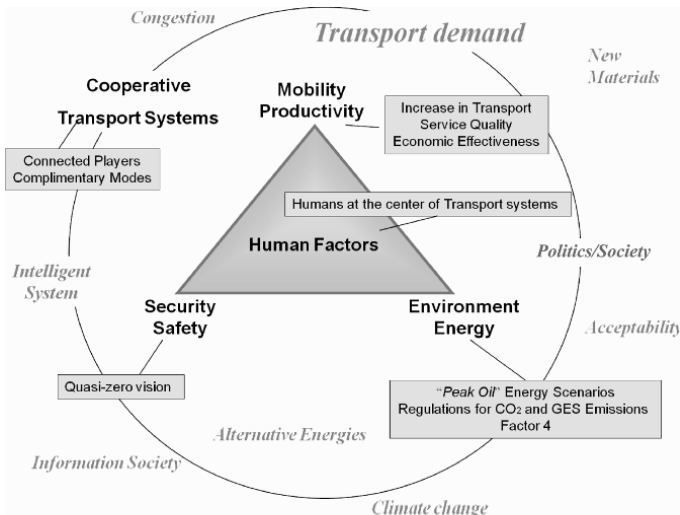 Congestion
Transport demand
New
Materials
Cooperative
Transport Systems
Mobility
Productivity
Increase in Transport
Service Quality
Economic Effectiveness
Connected Players
Complimentary Modes
Humans at the center of Transport systems
Human Factors
Politics/Society
Intelligent
System
Security
Safety
Environment
Energy
Acceptability
Quasi-zero vision
"Peak Oil" Energy Scenarios
Regulations for CO₂ and GES Emissions
Factor 4
Alternative Energies
Information Society
Climate change